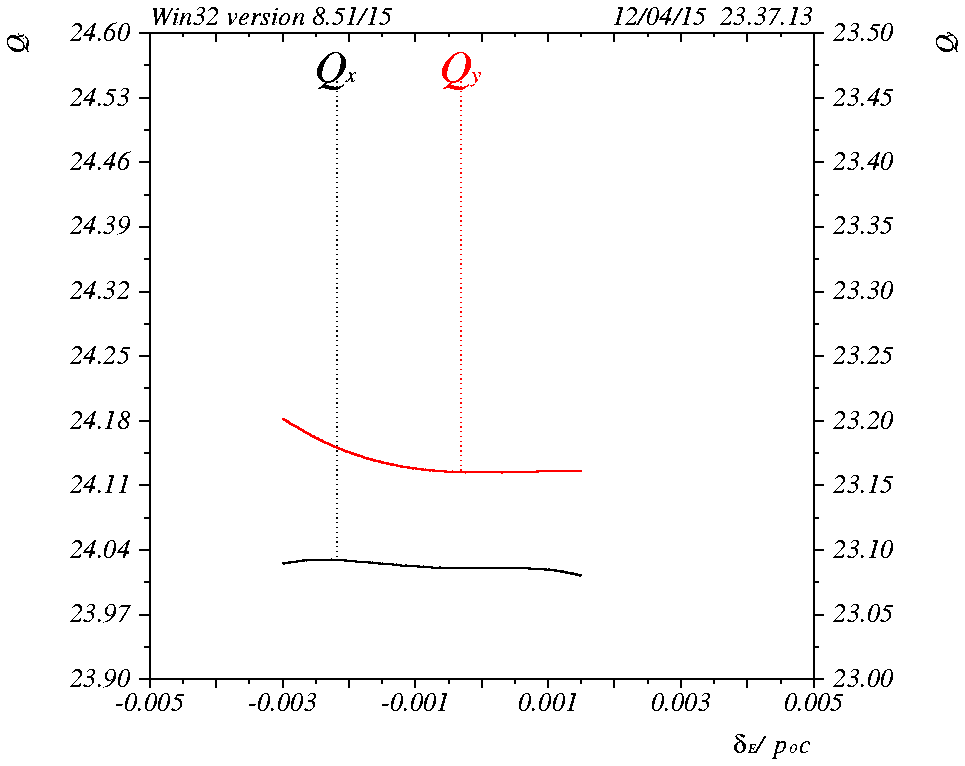 Win32 version 8.51/15 12/04/15 23.37.13
Qx
Qy
Qx Qy
24.60 23.50
24.53 23.45
24.46 23.40
24.39 23.35
24.32 23.30
24.25 23.25
24.18 23.20
24.11 23.15
24.04 23.10
23.97 23.05
23.90 23.00
-0.005 -0.003 -0.001 0.001 0.003 0.005
δE/ p0c